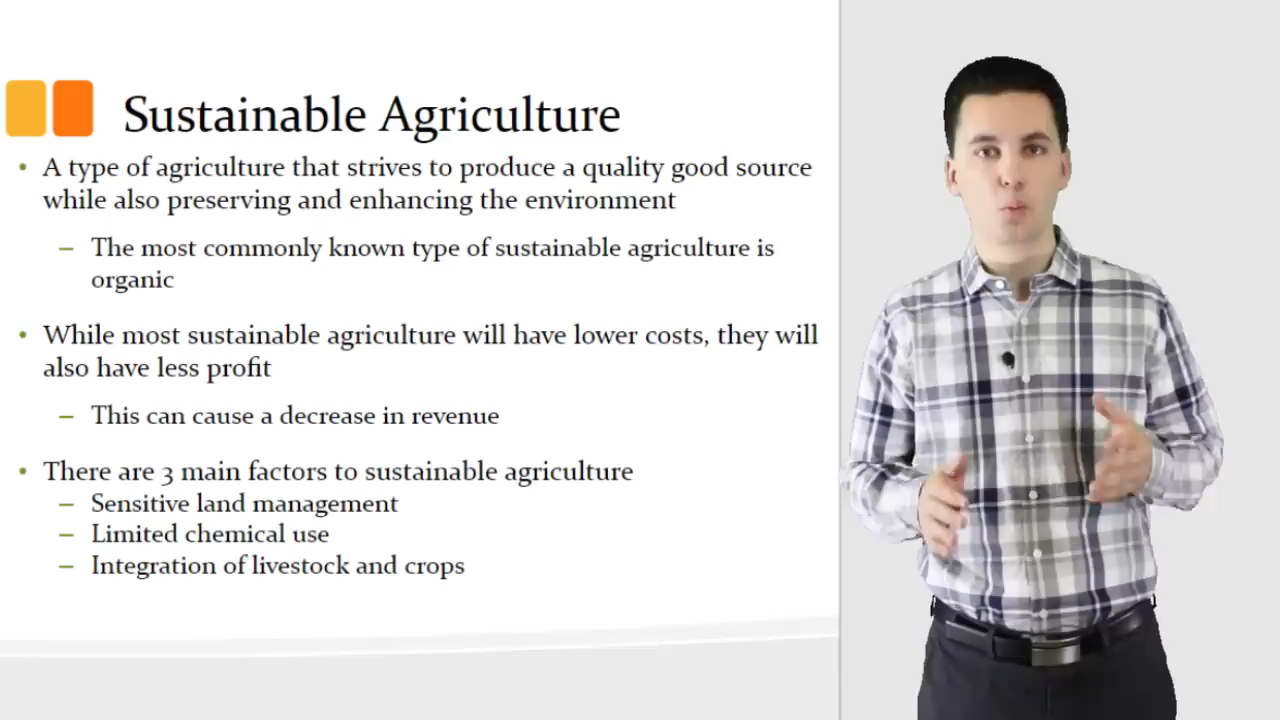 Sustainable Agriculture
• A type of agriculture that strives to produce a quality good source
while also preserving and enhancing the environment
– The most commonly known type of sustainable agriculture is
organic
• While most sustainable agriculture will have lower costs, they will
also have less profit
– This can cause a decrease in revenue
• There are 3 main factors to sustainable agriculture
– Sensitive land management
– Limited chemical use
– Integration of livestock and crops